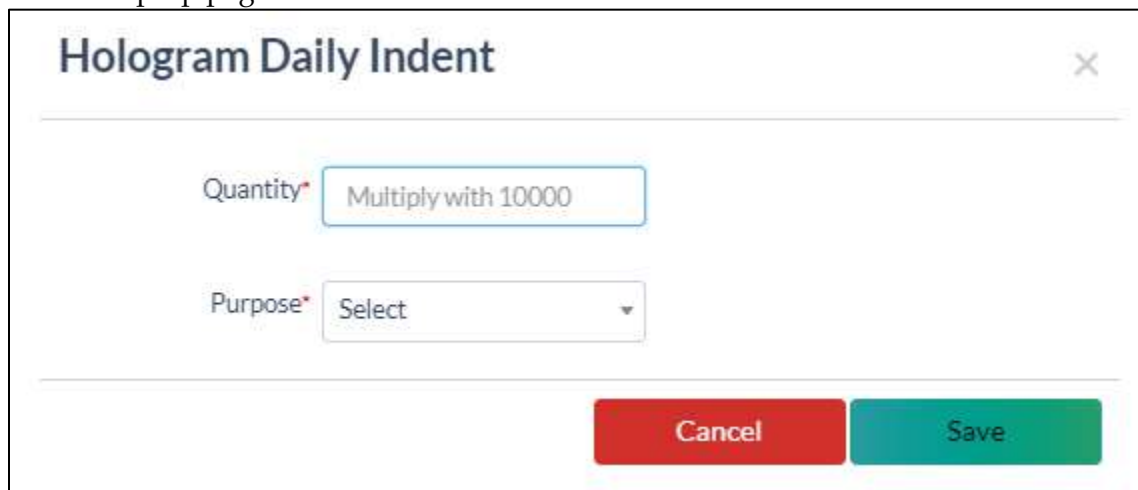 Hologram Daily Indent
×
Quantity*
Multiply with 10000
Purpose*
Select
Cancel
Save